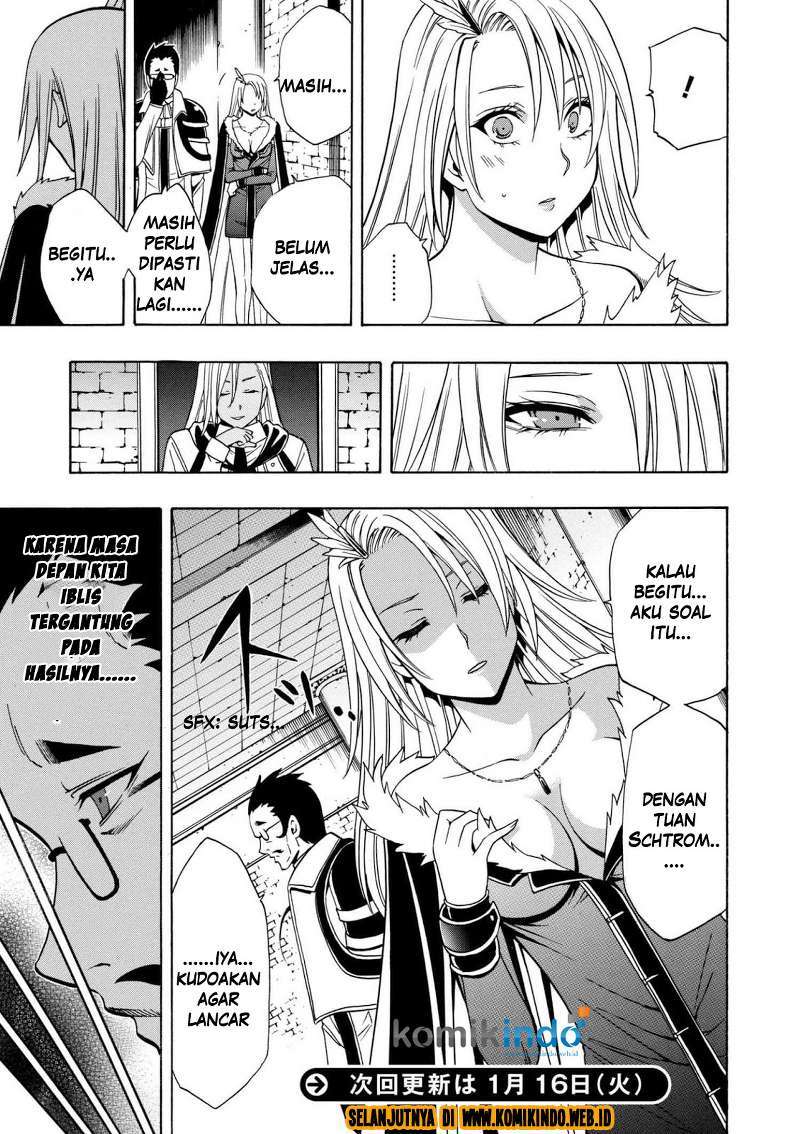 !
………
MASIH...
BELUM
JELAS...
MASIH
PERLU
DIPASTI
KAN
LAGI......
BEGITU..
.YA
KALAU
BEGITU...
AKU SOAL
ITU...
DENGAN
TUAN
SCHTROM..
....
スッ
SFX: SUTS...
......IYA
KUDOAKAN
AGAR
LANCAR
KARENA MASA
DEPAN KITA
IBLIS
TERGANTUNG
PADA
HASILNYA......
komikindo
次回更新は 1月 16日(火)
SELANJUTNYA DI WWW.KOMIKINDO.WEB.ID